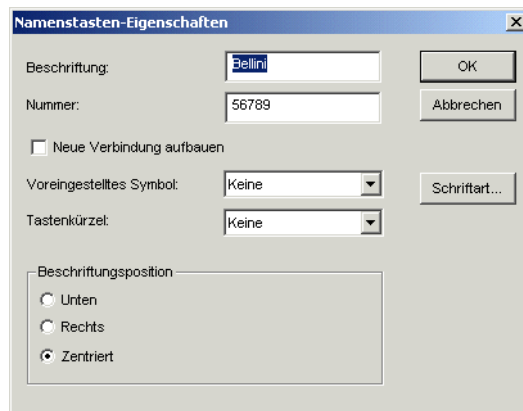 Namenstasten-Eigenschaften
Beschriftung: Bellini OK
Nummer: 56789 Abbrechen
Neue Verbindung aufbauen
Voreingestelltes Symbol: Keine Schriftart...
Tastenkürzel: Keine
Beschriftungsposition
Unten
Rechts
Zentriert